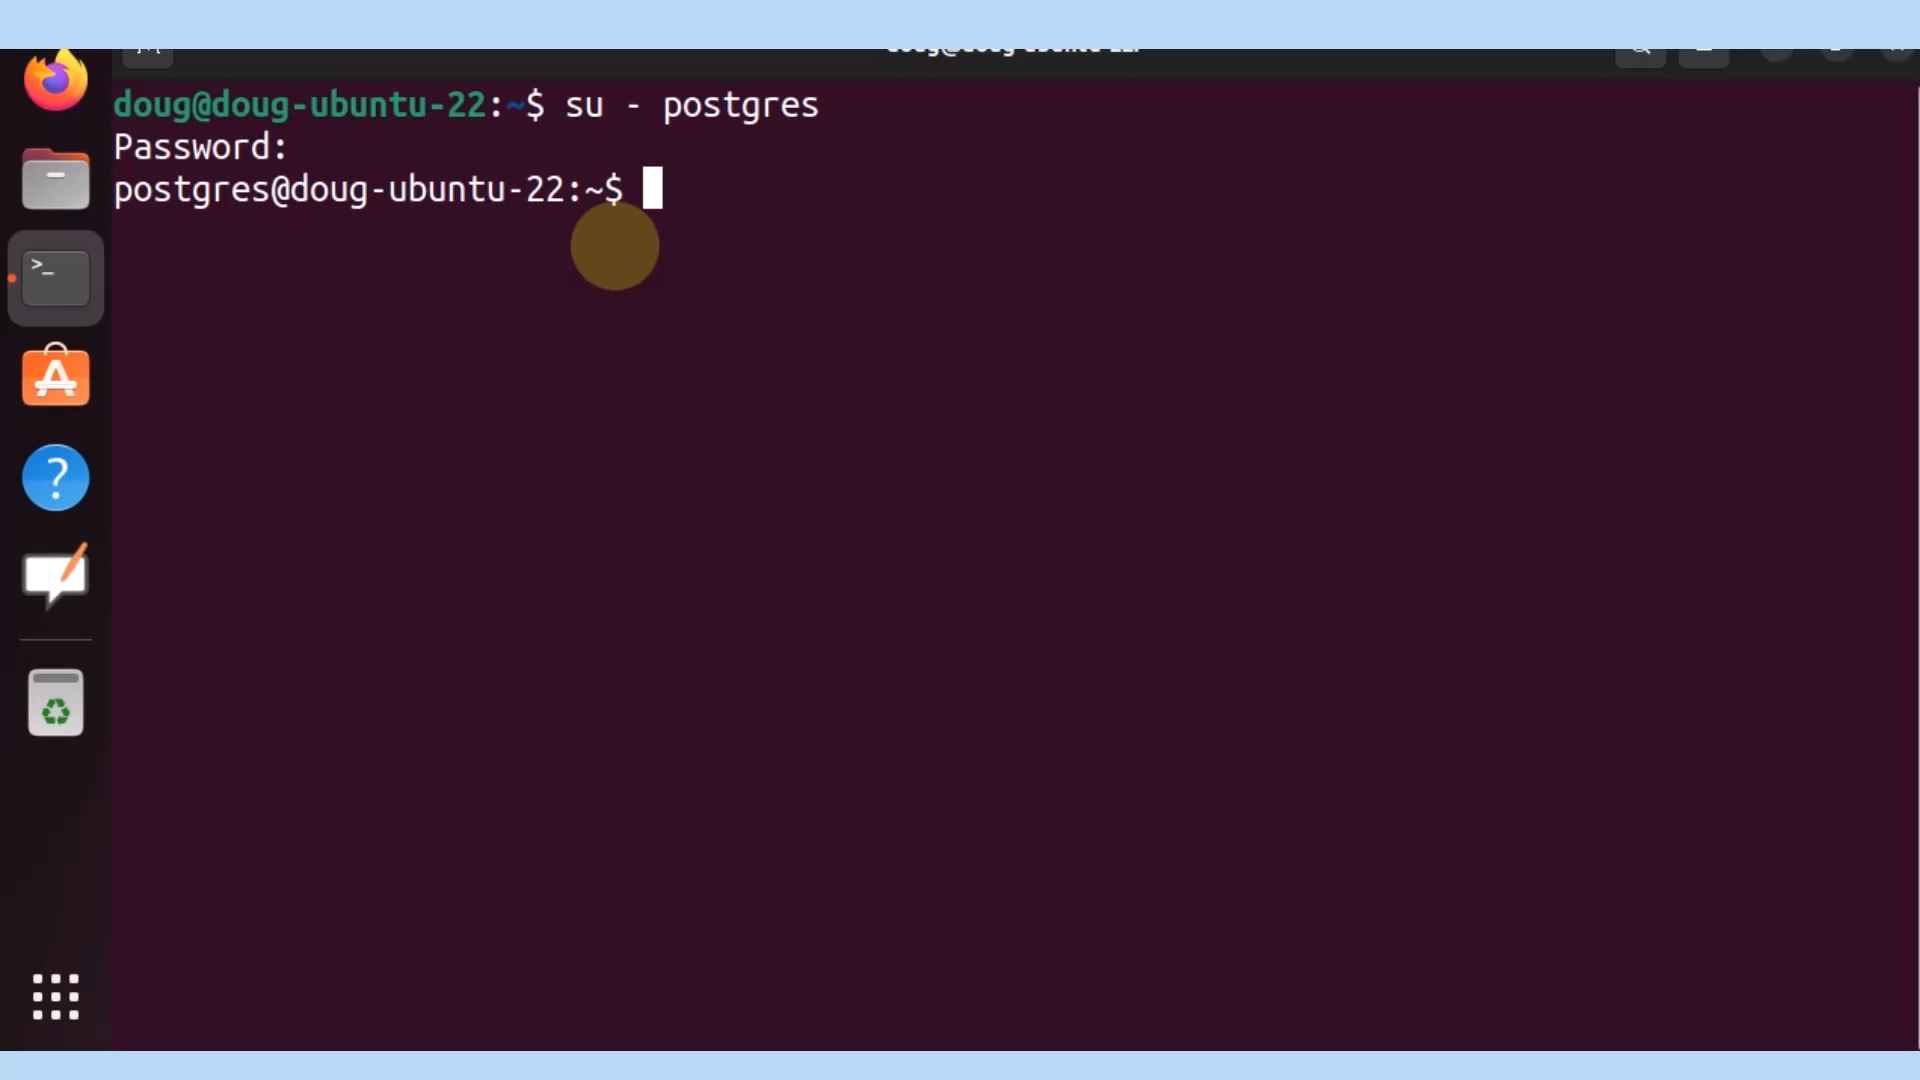 doug@doug-ubuntu-22:~$ su - postgres
Password:
postgres@doug-ubuntu-22:~$